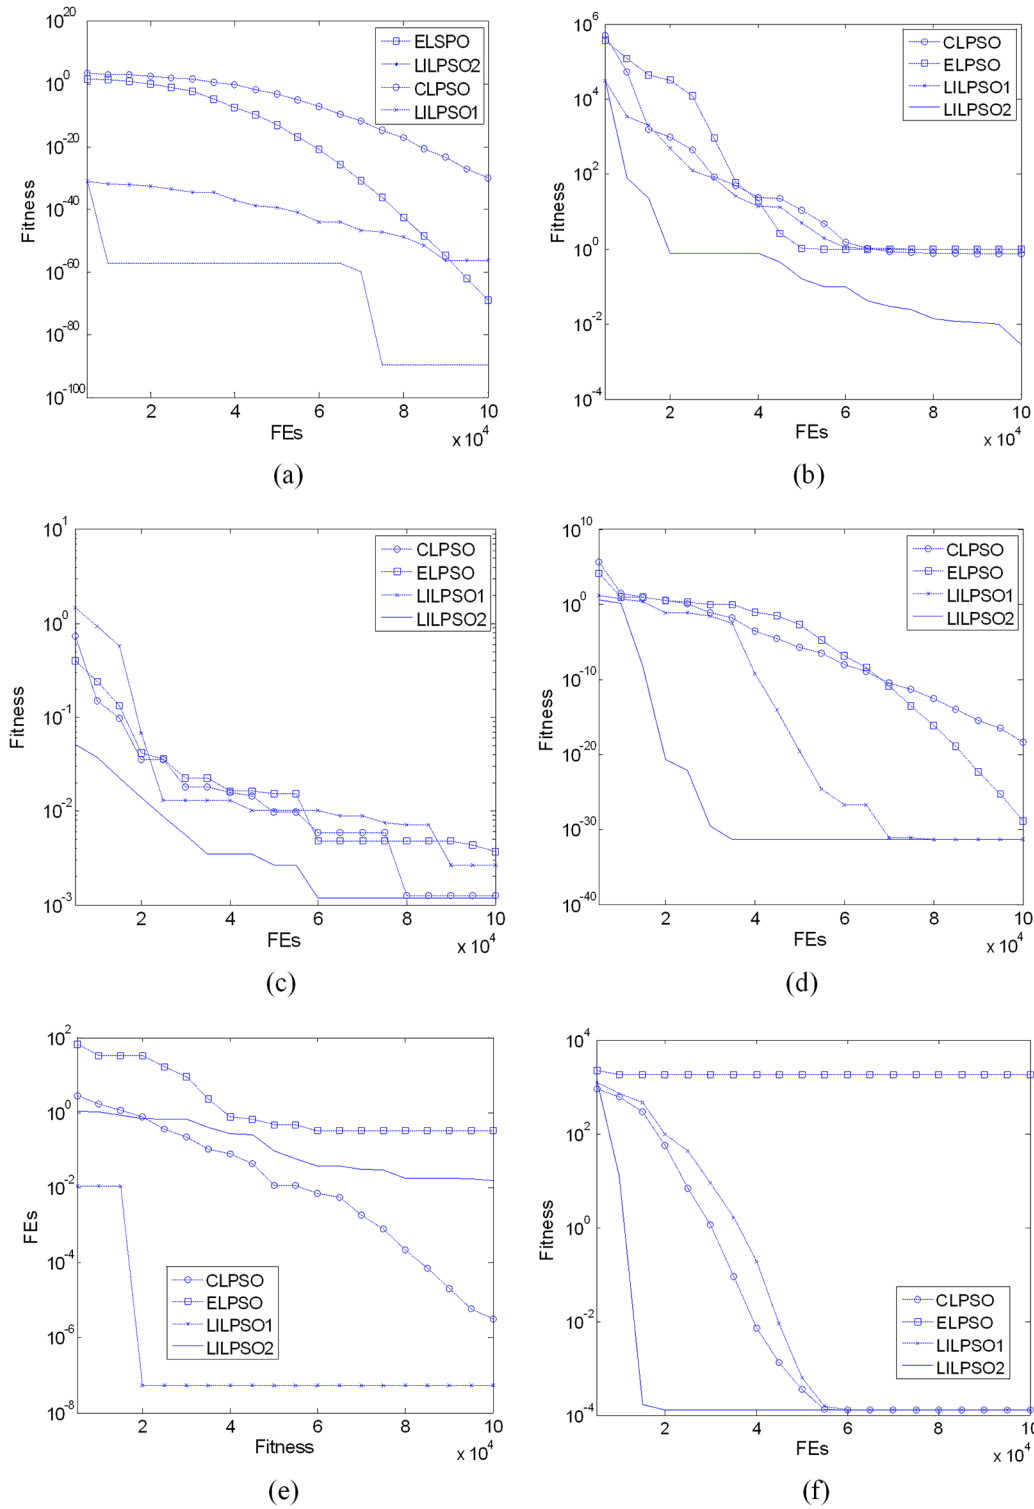 10^20
10^0
10^-20
10^-40
10^-60
10^-80
10^-100
Fitness
ELSPO
LILPSO2
CLPSO
LILPSO1
2 4 6 8 10
FEs
x 10^4
(a)
10^6
10^4
10^2
10^0
10^-2
10^-4
Fitness
CLPSO
ELPSO
LILPSO1
LILPSO2
2 4 6 8 10
FEs
x 10^4
(b)
10^1
10^0
10^-1
10^-2
10^-3
Fitness
CLPSO
ELPSO
LILPSO1
LILPSO2
2 4 6 8 10
FEs
x 10^4
(c)
10^10
10^0
10^-10
10^-20
10^-30
10^-40
Fitness
CLPSO
ELPSO
LILPSO1
LILPSO2
2 4 6 8 10
FEs
x 10^4
(d)
10^2
10^0
10^-2
10^-4
10^-6
10^-8
FEs
CLPSO
ELPSO
LILPSO1
LILPSO2
2 4 6 8 10
Fitness
x 10^4
(e)
10^4
10^2
10^0
10^-2
10^-4
Fitness
CLPSO
ELPSO
LILPSO1
LILPSO2
2 4 6 8 10
FEs
x 10^4
(f)